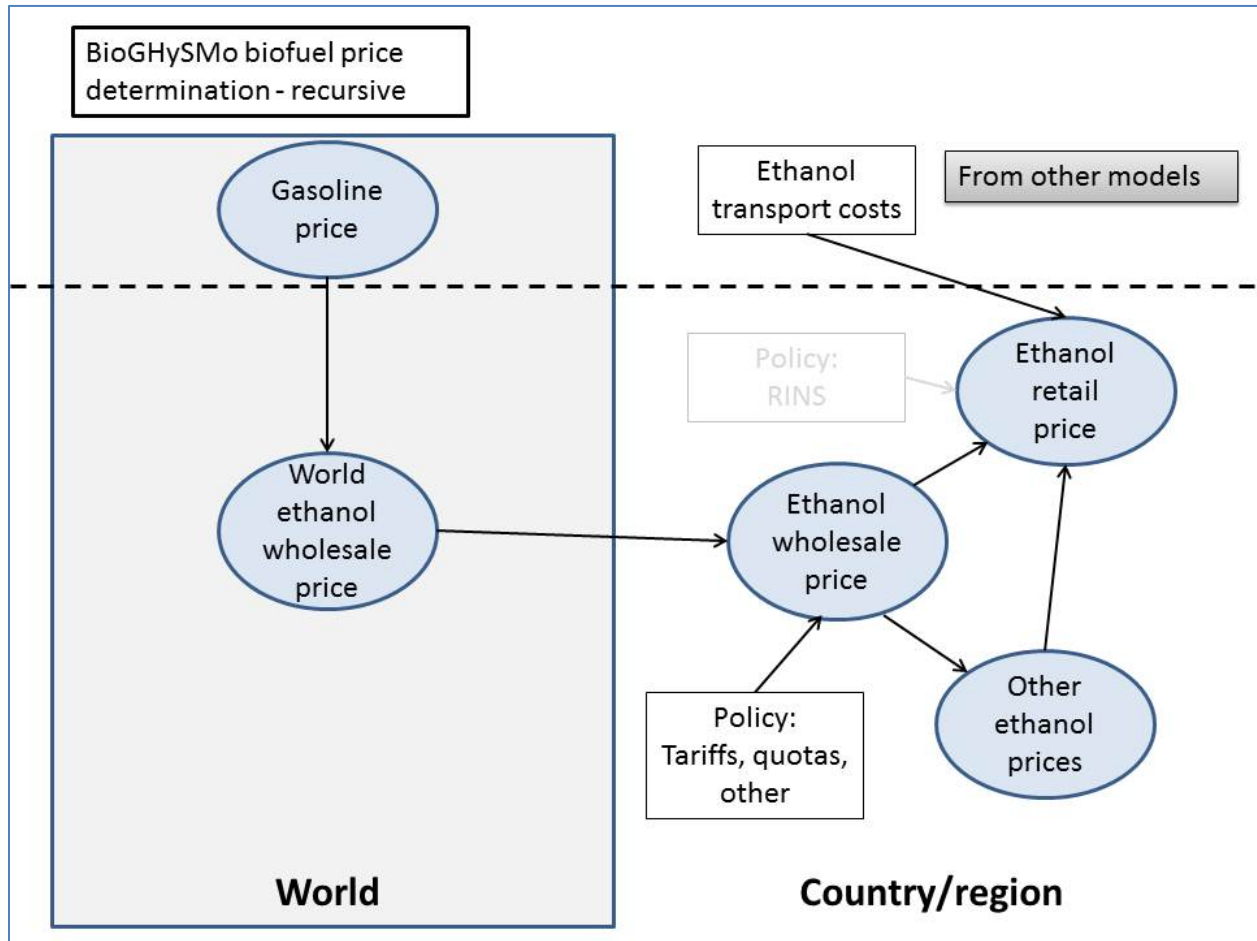 BioGHySMo biofuel price
determination - recursive
Gasoline
price
Ethanol
transport costs
From other models
Policy:
RINS
Ethanol
retail
price
World
ethanol
wholesale
price
Ethanol
wholesale
price
Policy:
Tariffs, quotas,
other
Other
ethanol
prices
World
Country/region